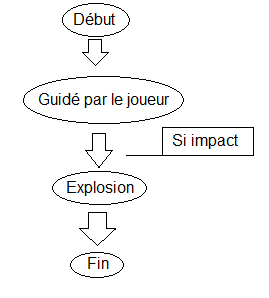 Début
Guidé par le joueur
Si impact
Explosion
Fin